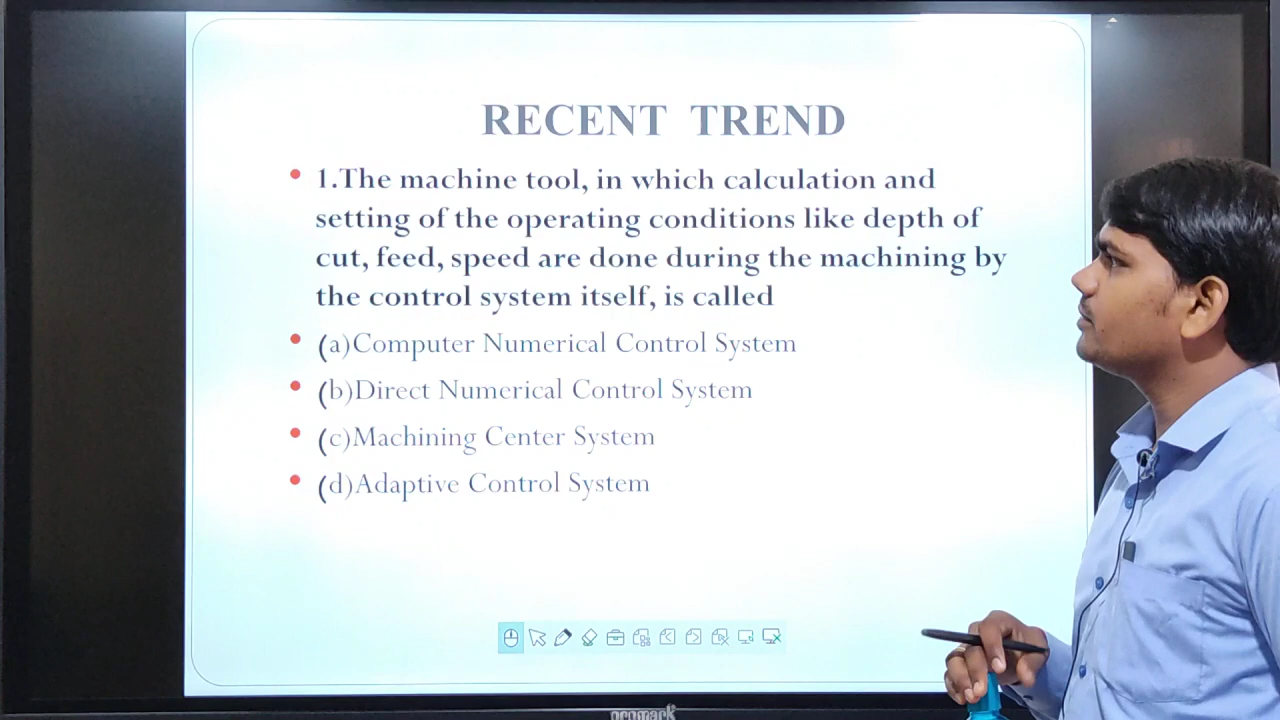 RECENT TREND
1.The machine tool, in which calculation and
setting of the operating conditions like depth of
cut, feed, speed are done during the machining by
the control system itself, is called
(a)Computer Numerical Control System
(b)Direct Numerical Control System
(c)Machining Center System
(d)Adaptive Control System
promark